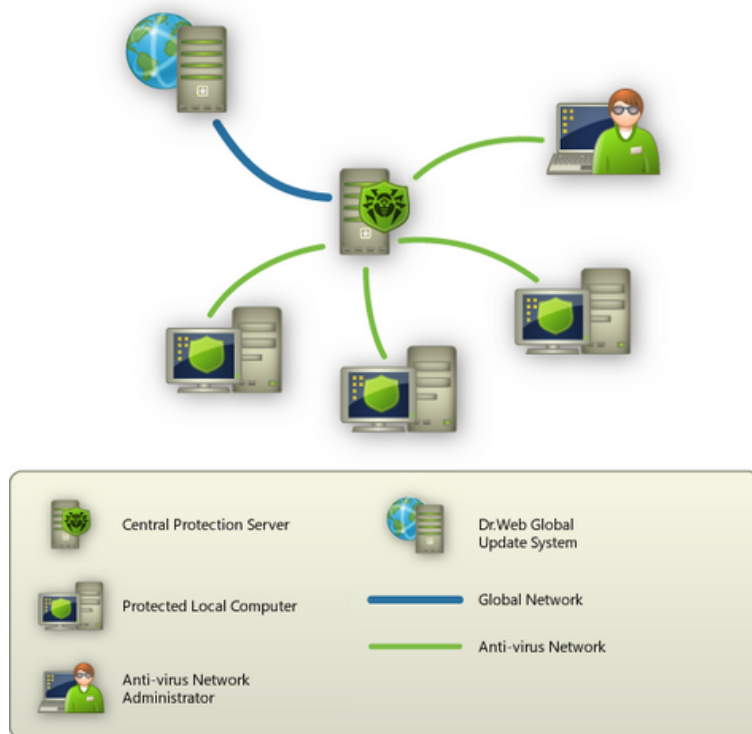 Central Protection Server
Dr.Web Global
Update System
Protected Local Computer
Global Network
Anti-virus Network
Anti-virus Network
Administrator